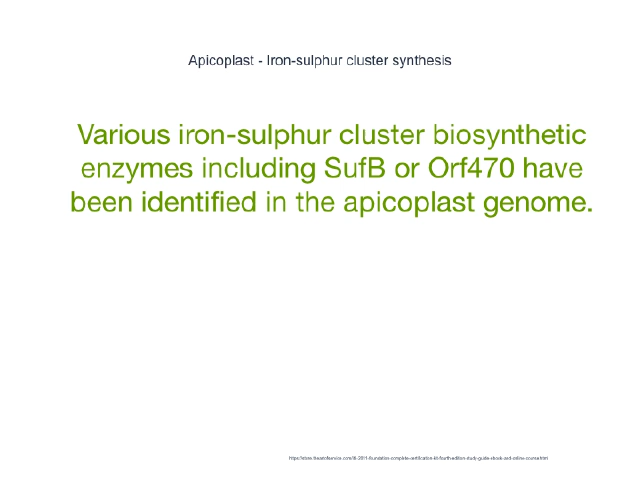 Apicoplast - Iron-sulphur cluster synthesis
Various iron-sulphur cluster biosynthetic
enzymes including SufB or Orf470 have
been identified in the apicoplast genome.